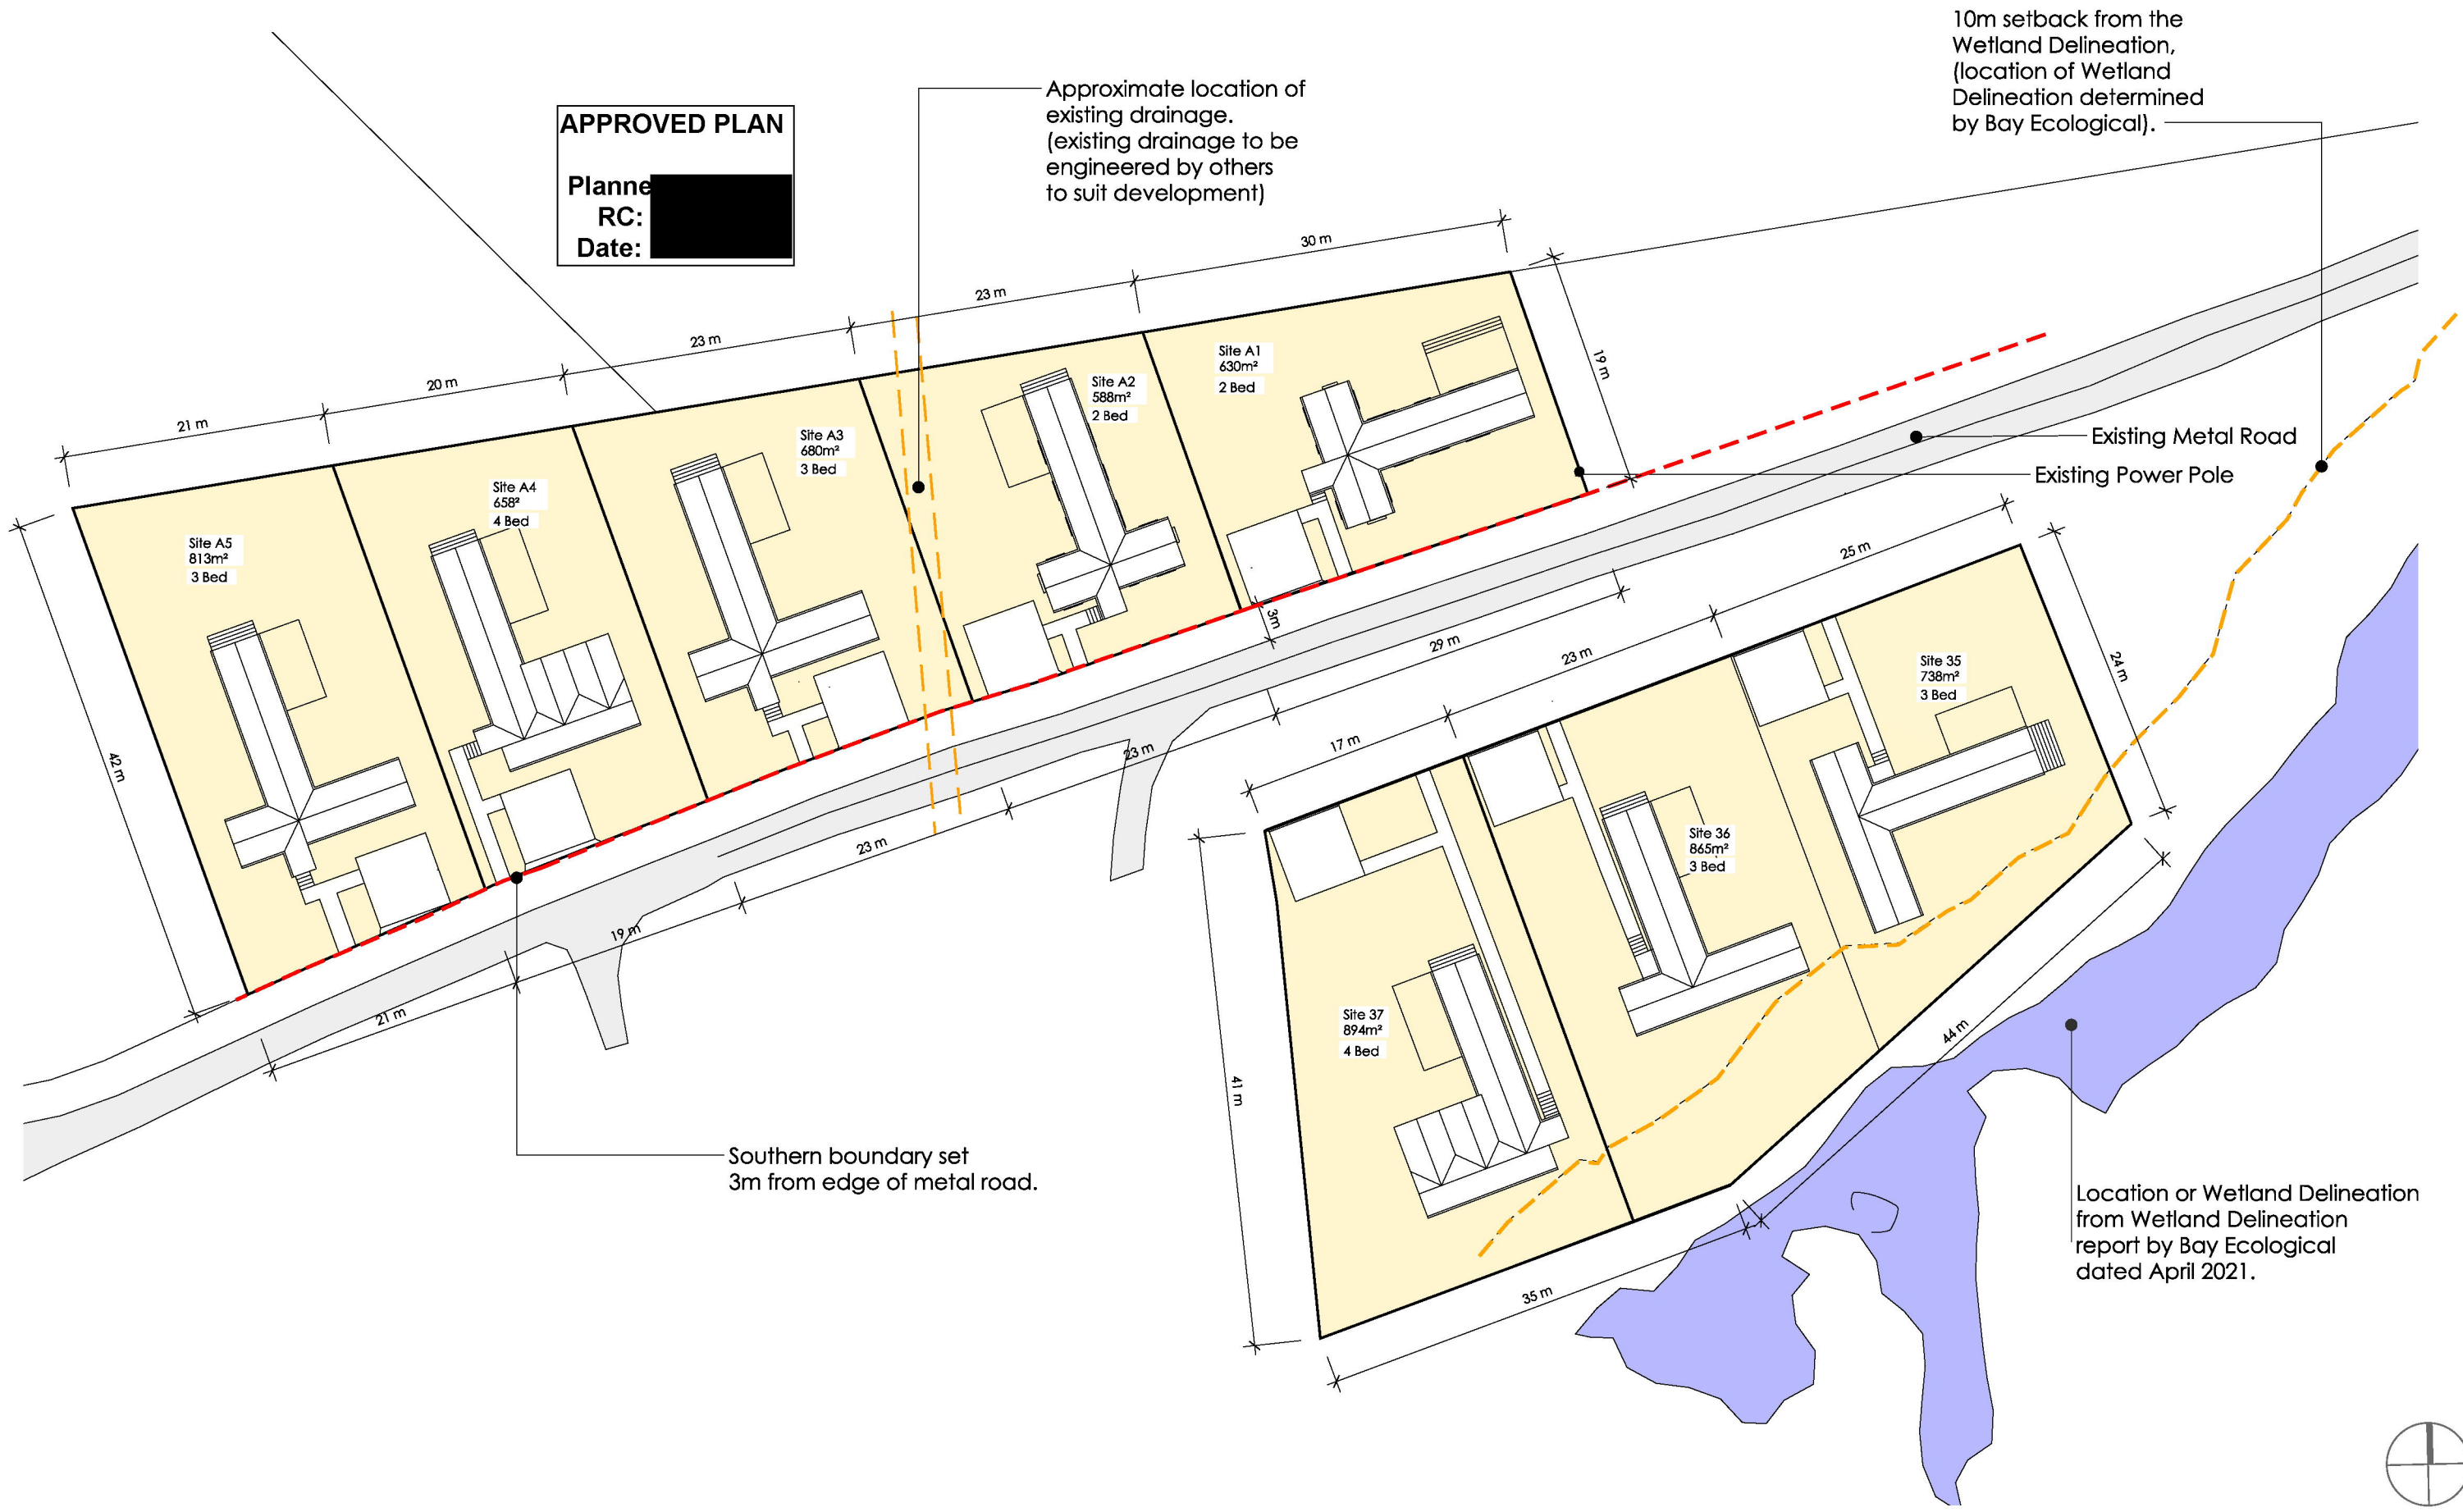 10m setback from the
Wetland Delineation,
(location of Wetland
Delineation determined
by Bay Ecological).
Approximate location of
existing drainage.
(existing drainage to be
engineered by others
to suit development)
APPROVED PLAN
Planne
RC:
Date:
30 m
23 m
23 m
20 m
21 m
19 m
Site A1
630m²
2 Bed
Site A2
588m²
2 Bed
Site A3
680m²
3 Bed
Site A4
658²
4 Bed
Site A5
813m²
3 Bed
Existing Metal Road
Existing Power Pole
42 m
3m
25 m
29 m
23 m
17 m
23 m
23 m
19 m
21 m
24 m
Site 35
738m²
3 Bed
Site 36
865m²
3 Bed
Site 37
894m²
4 Bed
41 m
44 m
35 m
Southern boundary set
3m from edge of metal road.
Location or Wetland Delineation
from Wetland Delineation
report by Bay Ecological
dated April 2021.